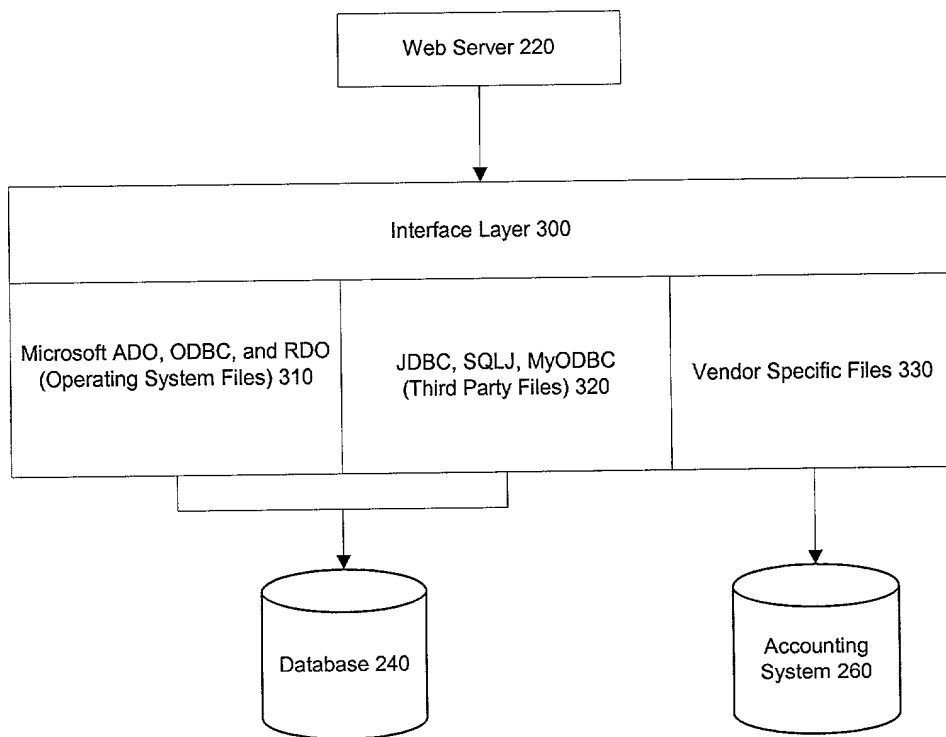 Web Server 220
Interface Layer 300
Microsoft ADO, ODBC, and RDO
(Operating System Files) 310
JDBC, SQLJ, MyODBC
(Third Party Files) 320
Vendor Specific Files 330
Database 240
Accounting
System 260